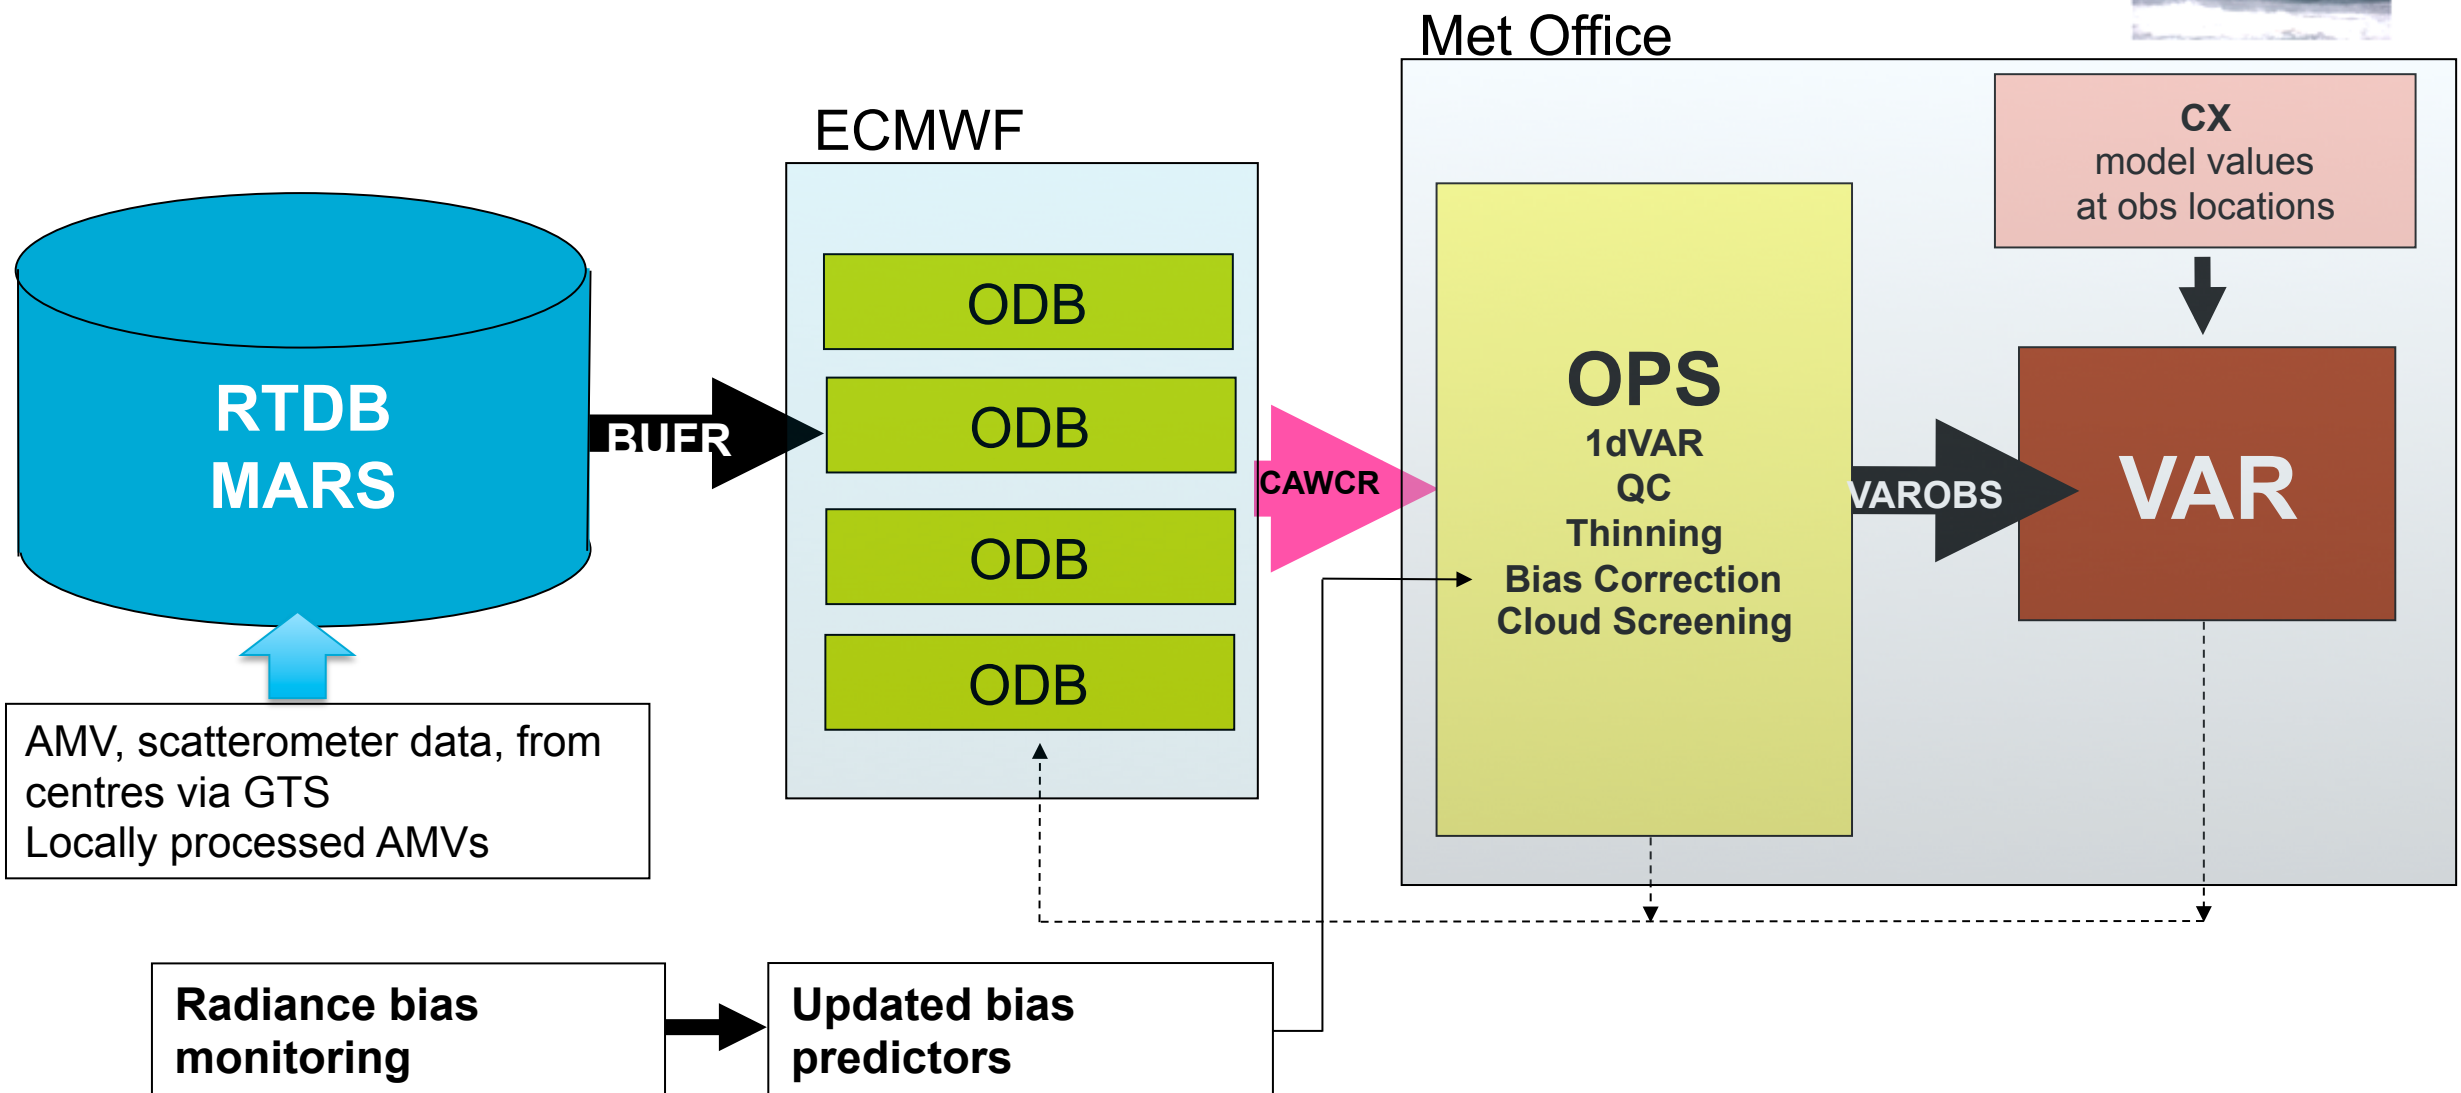 Met Office
ECMWF
CX
model values
at obs locations
RTDB
MARS
BUFR
ODB
ODB
ODB
ODB
CAWCR
OPS
1dVAR
QC
Thinning
Bias Correction
Cloud Screening
VAROBS
VAR
AMV, scatterometer data, from
centres via GTS
Locally processed AMVs
Radiance bias
monitoring
Updated bias
predictors